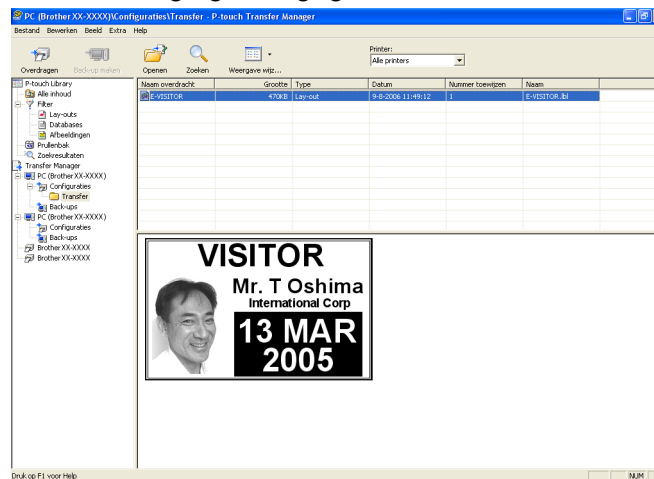 PC (Brother XX-XXXX)\Configuraties\Transfer - P-touch Transfer Manager
Bestand Bewerken Beeld Extra Help
Overdragen Back-up maken Openen Zoeken Weergave wijz...
Printer:
Alle printers
P-touch Library
Alle inhoud
Filter
Lay-outs
Databases
Afbeeldingen
Prullenbak
Zoekresultaten
Transfer Manager
PC (Brother XX-XXXX)
Configuraties
Transfer
Back-ups
PC (Brother XX-XXXX)
Configuraties
Back-ups
Brother XX-XXXX
Brother XX-XXXX
Naam overdracht Grootte Type Datum Nummer toewijzen Naam
E-VISITOR 470KB Lay-out 9-8-2006 11:49:12 1 E-VISITOR.lbl
VISITOR
Mr. T Oshima
International Corp
13 MAR
2005
Druk op F1 voor Help
NUM